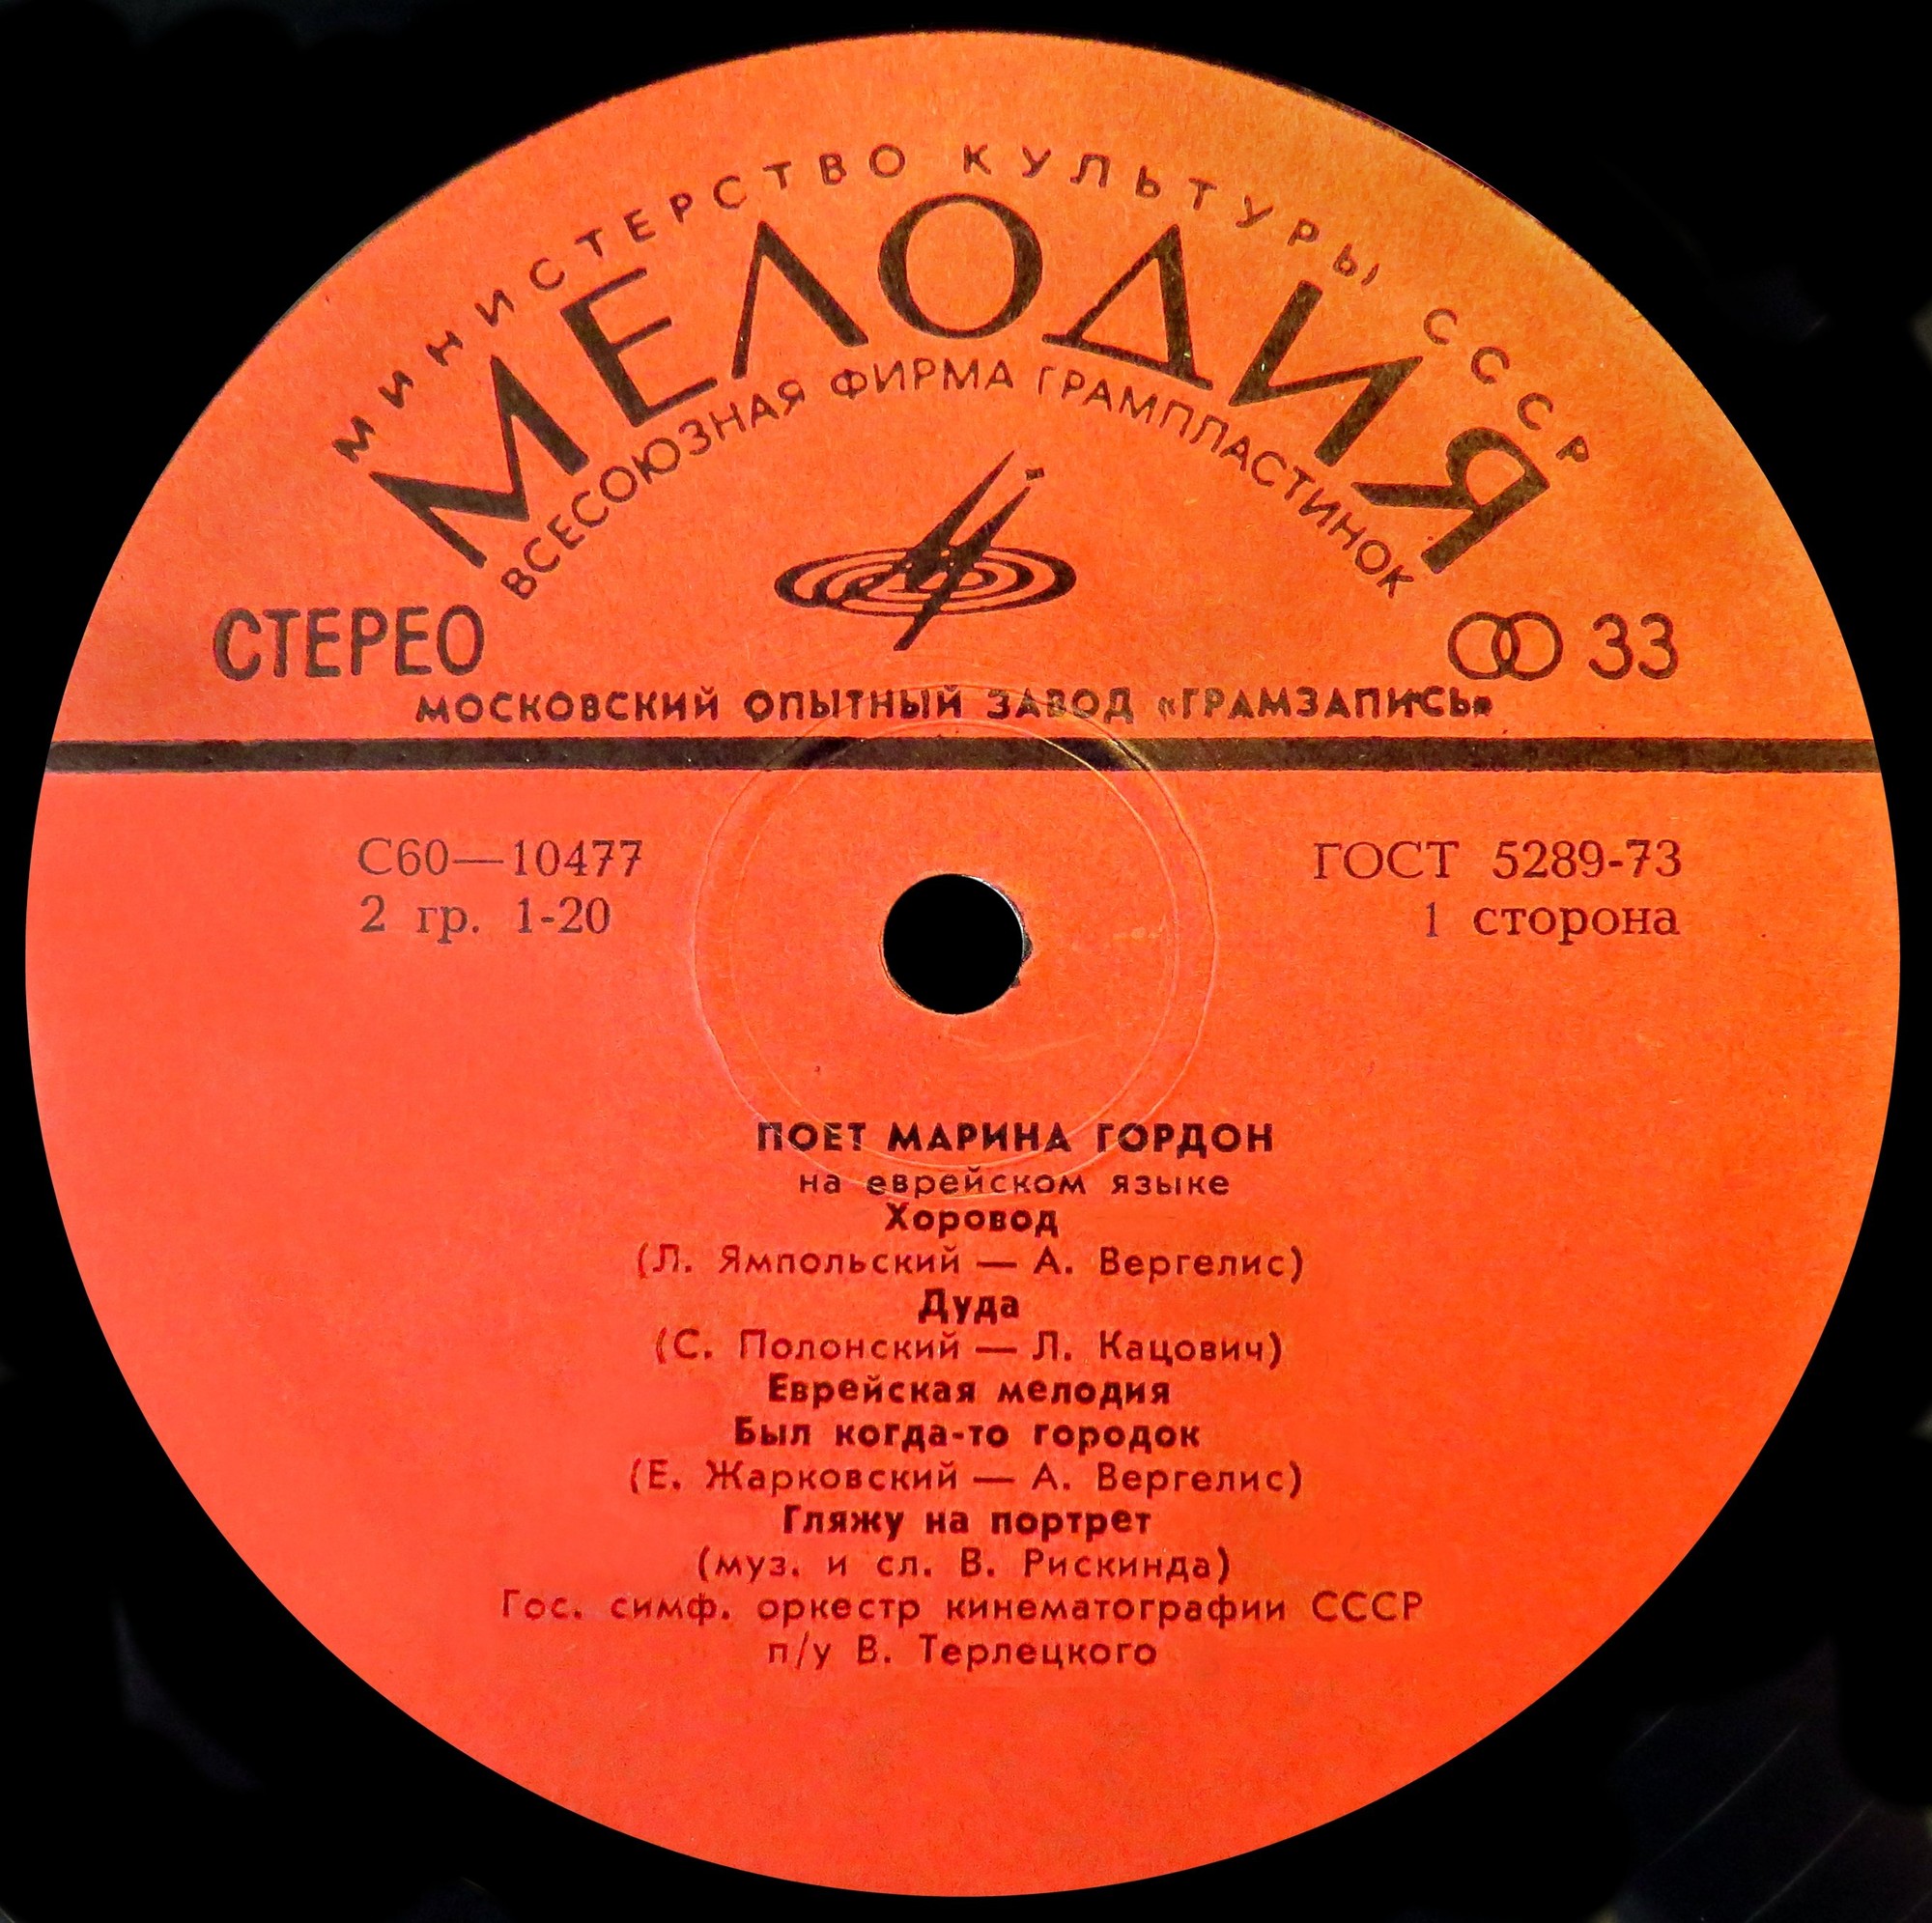 МИНИСТЕРСТВО КУЛЬТУРЫ СССР
МЕЛОДИЯ
ВСЕСОЮЗНАЯ ФИРМА ГРАМПЛАСТИНОК
СТЕРЕО
33
МОСКОВСКИЙ ОПЫТНЫЙ ЗАВОД «ГРАМЗАПИСЬ»
С60—10477
ГОСТ 5289-73
2 гр. 1-20
1 сторона
ПОЕТ МАРИНА ГОРДОН
на еврейском языке
Хоровод
(Л. Ямпольский — А. Вергелис)
Дуда
(С. Полонский — Л. Кацович)
Еврейская мелодия
Был когда-то городок
(Е. Жарковский — А. Вергелис)
Гляжу на портрет
(муз. и сл. В. Рискинда)
Гос. симф. оркестр кинематографии СССР
п/у В. Терлецкого